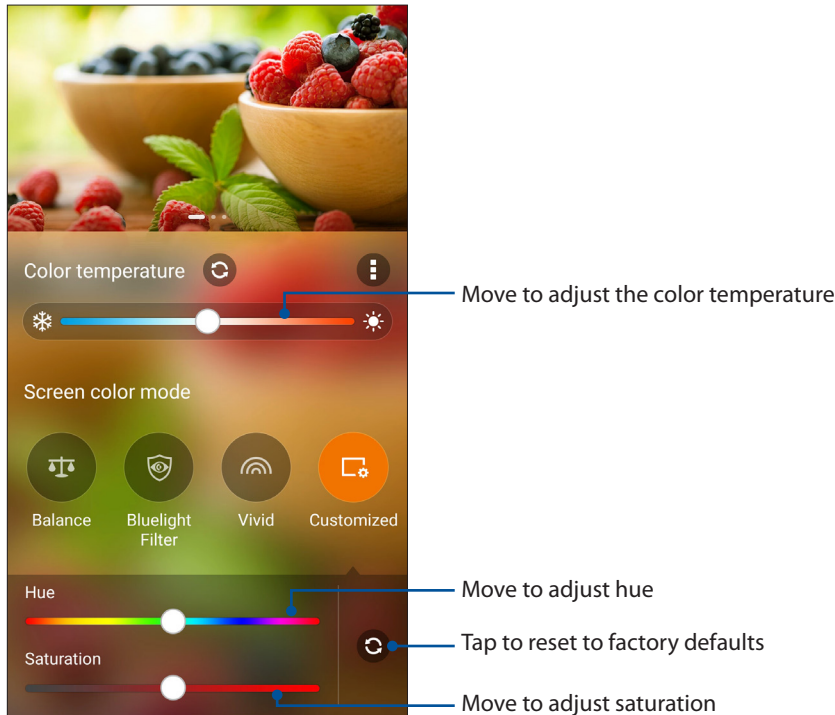 Color temperature
Move to adjust the color temperature
Screen color mode
Balance
Bluelight
Filter
Vivid
Customized
Hue
Move to adjust hue
Tap to reset to factory defaults
Saturation
Move to adjust saturation